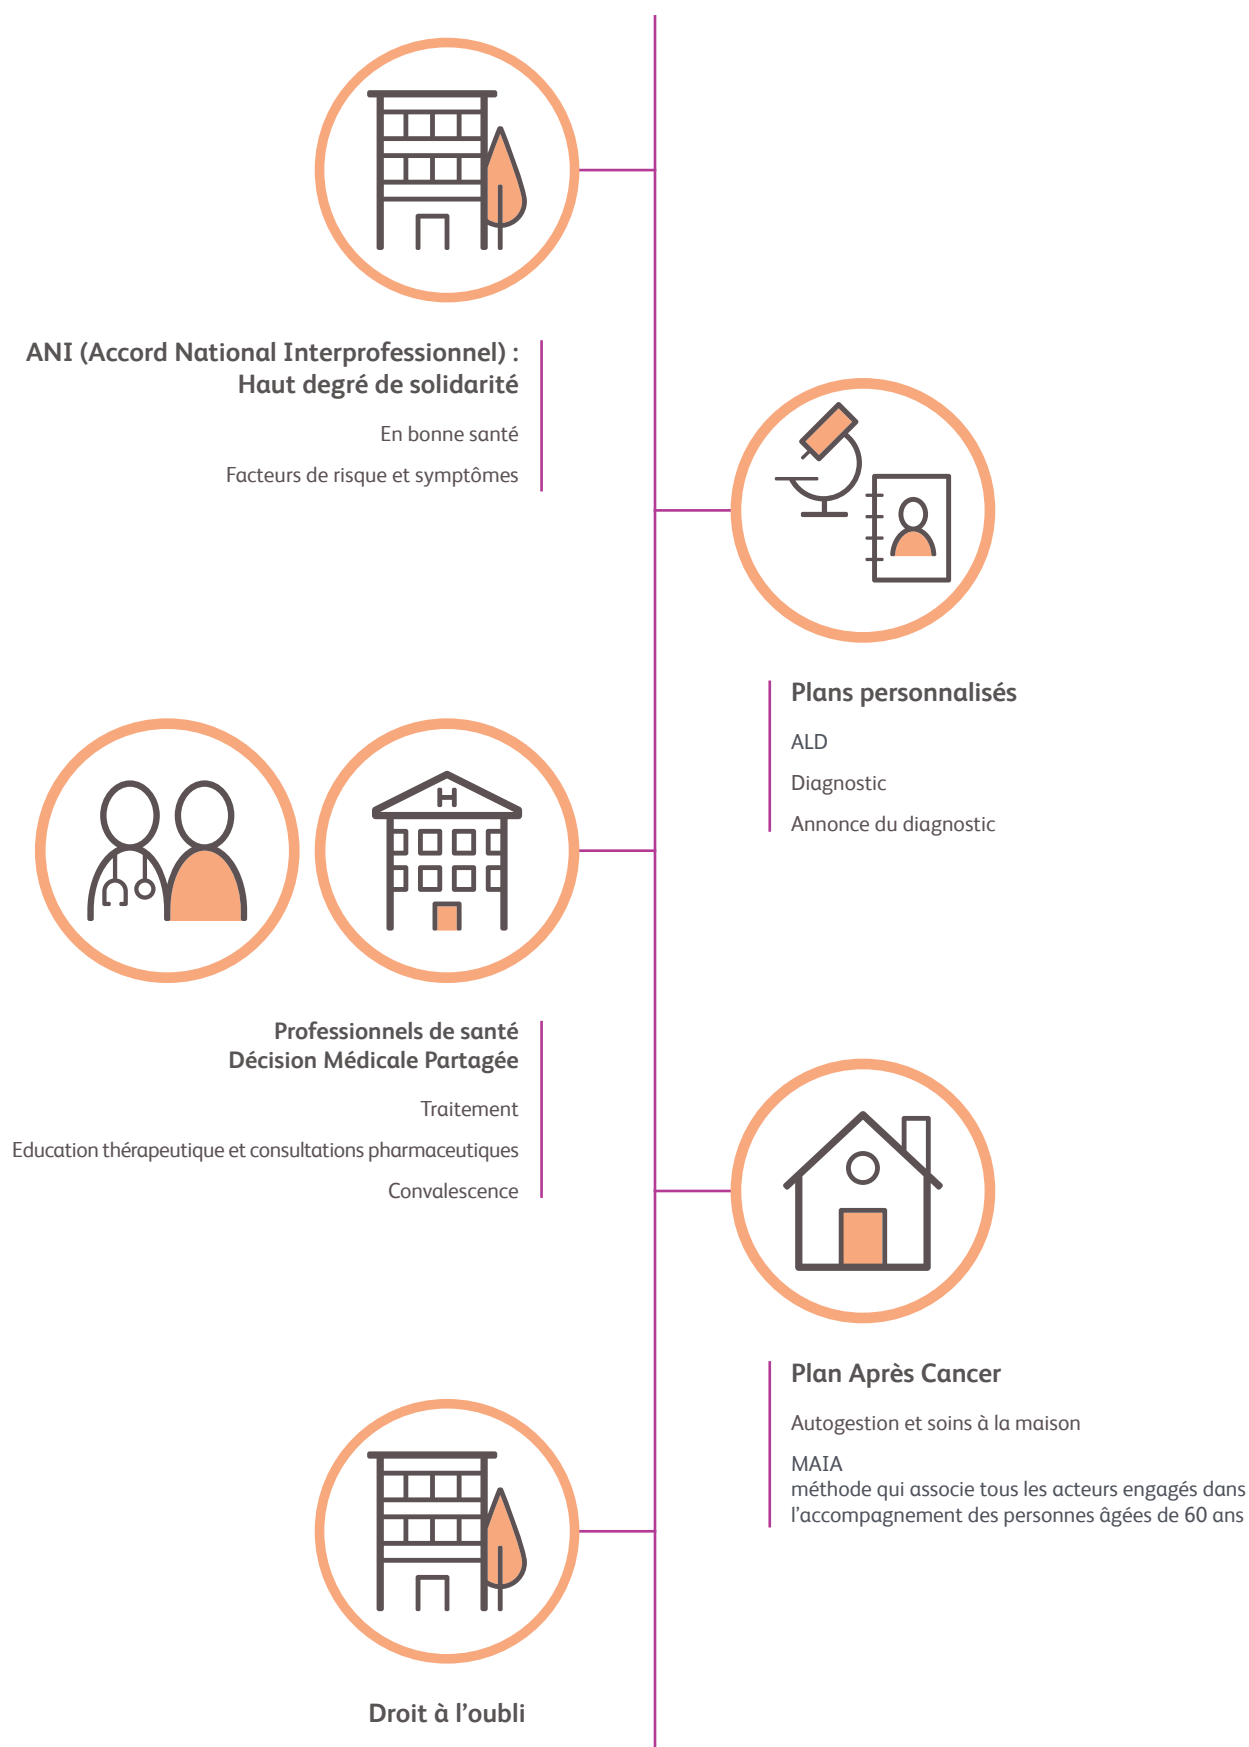 ANI (Accord National Interprofessionnel) :
Haut degré de solidarité
En bonne santé
Facteurs de risque et symptômes
Plans personnalisés
ALD
Diagnostic
Annonce du diagnostic
H
Professionnels de santé
Décision Médicale Partagée
Traitement
Education thérapeutique et consultations pharmaceutiques
Convalescence
Plan Après Cancer
Autogestion et soins à la maison
MAIA
méthode qui associe tous les acteurs engagés dans
l’accompagnement des personnes âgées de 60 ans
Droit à l’oubli